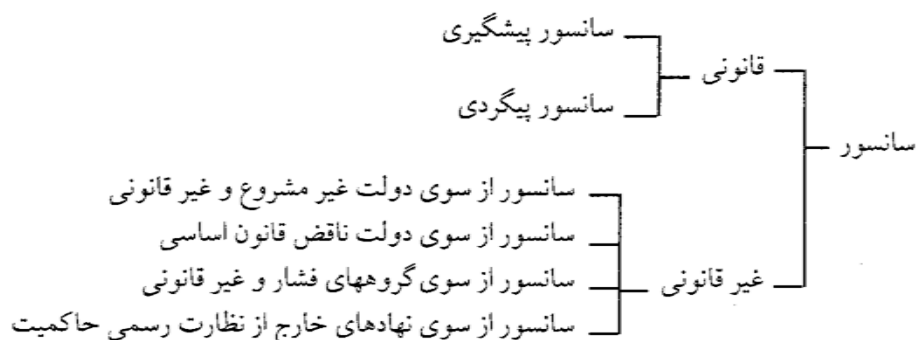 سانسور پیشگیری
قانونی
سانسور پیگردی
سانسور
سانسور از سوی دولت غیر مشروع و غیر قانونی
سانسور از سوی دولت ناقض قانون اساسی
غیر قانونی
سانسور از سوی گروههای فشار و غیر قانونی
سانسور از سوی نهادهای خارج از نظارت رسمی حاکمیت